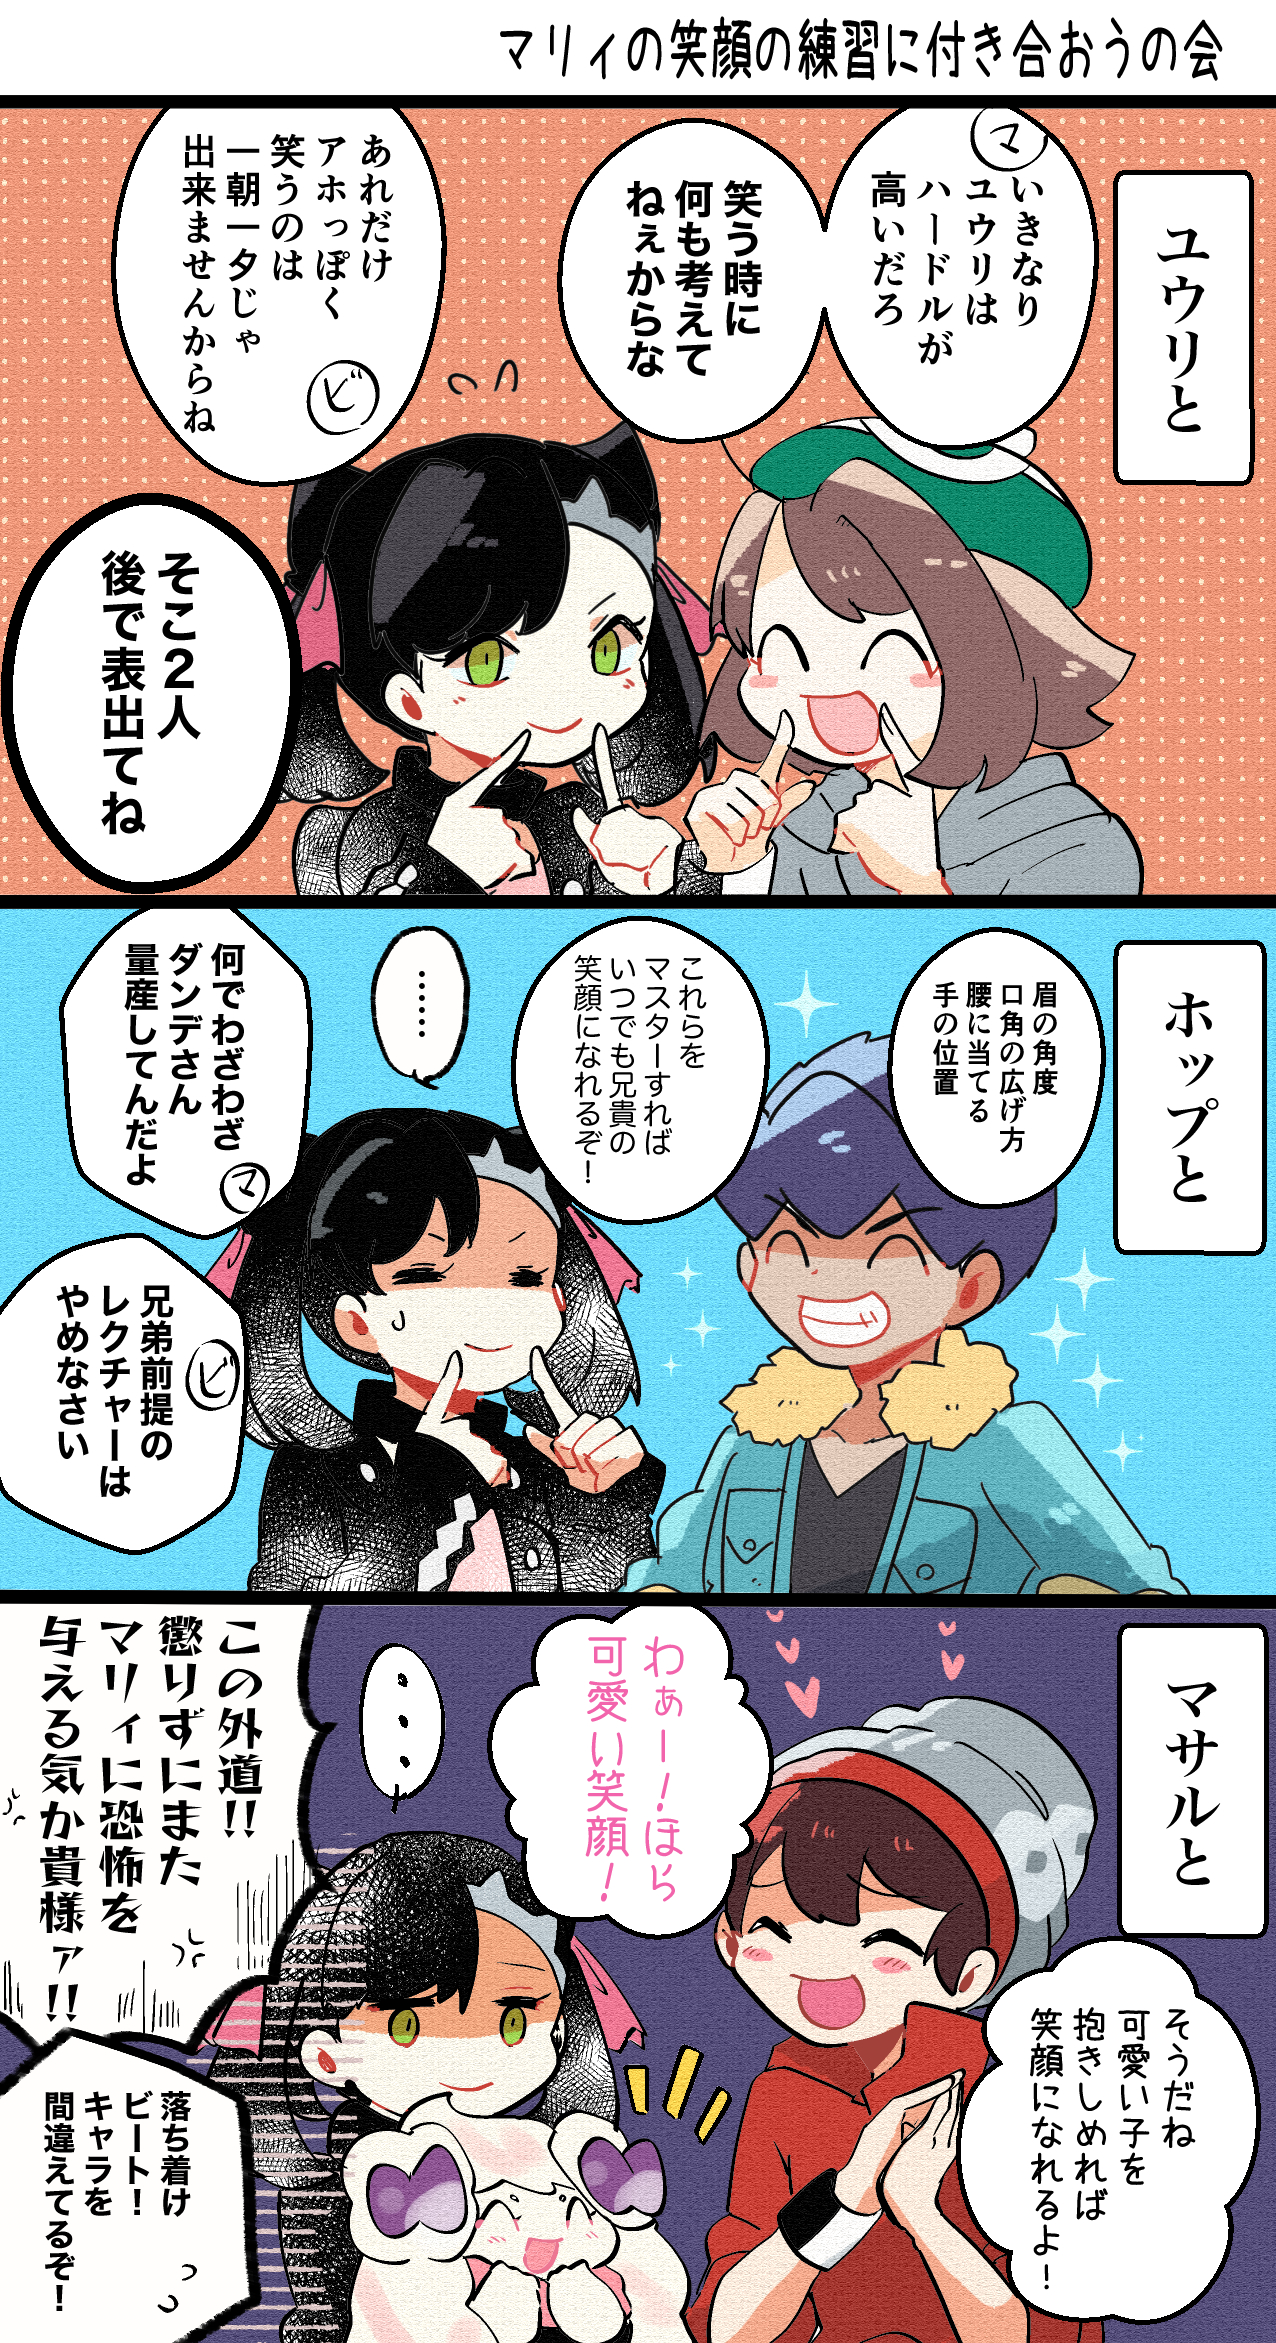 マリィの笑顔の練習に付き合おうの会
ユウリと
マ
いきなり
ユウリは
ハードルが
高いだろ
笑う時に
何も考えて
ねぇからな
あれだけ
アホっぽく
笑うのは
一朝一夕じゃ
出来ませんからね
ビ
そこ2人
後で表出てね
ホップと
眉の角度
口角の広げ方
腰に当てる
手の位置
これらを
マスターすれば
いつでも兄貴の
笑顔になれるぞ!
……
何でわざわざ
ダンデさん
量産してんだよ
マ
兄弟前提の
レクチャーは
やめなさい
ビ
マサルと
そうだね
可愛い子を
抱きしめれば
笑顔になれるよ!
わぁー!ほら
可愛い笑顔!
・・・
この外道!!
懲りずにまた
マリィに恐怖を
与える気か貴様ァ!!
落ち着け
ビート!
キャラを
間違えてるぞ!